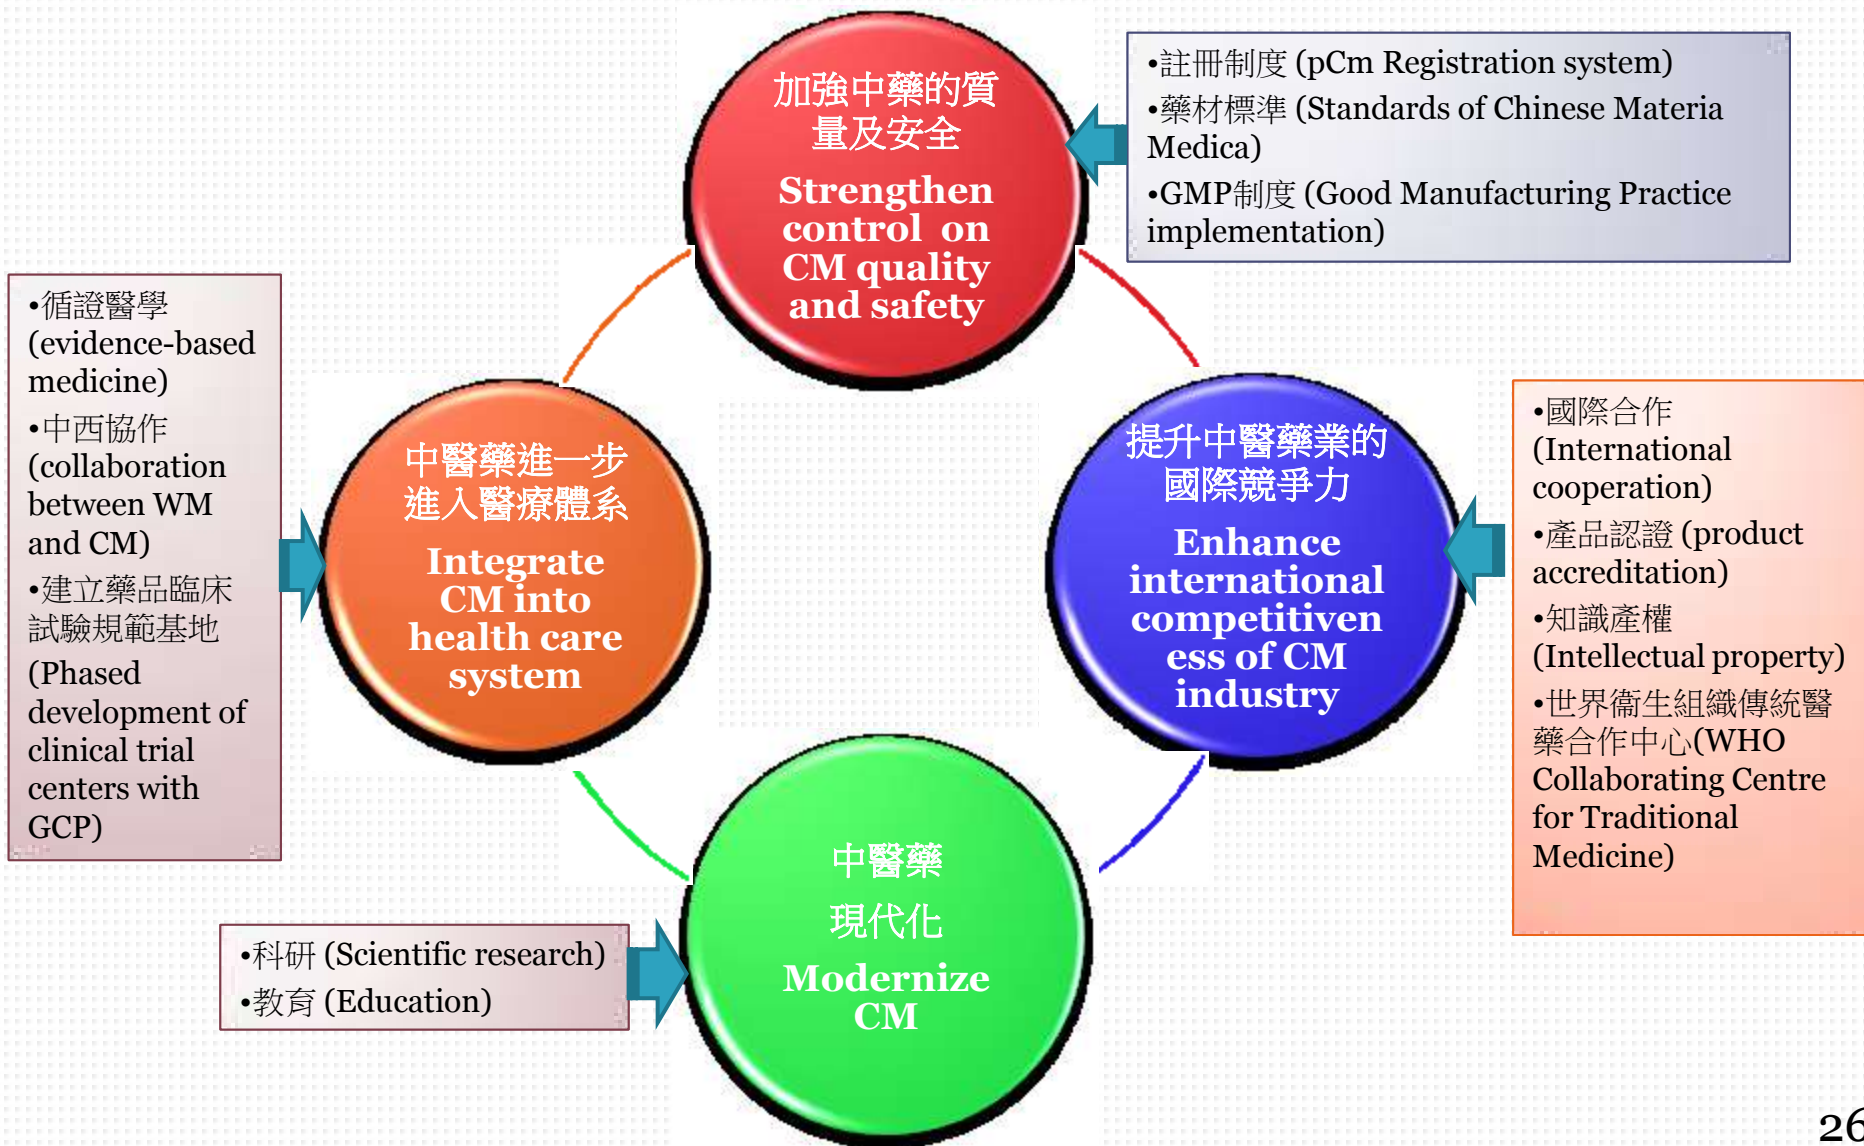 加強中藥的質
量及安全
Strengthen
control on
CM quality
and safety
•註冊制度 (pCm Registration system)
•藥材標準 (Standards of Chinese Materia
Medica)
•GMP制度 (Good Manufacturing Practice
implementation)
•循證醫學
(evidence-based
medicine)
•中西協作
(collaboration
between WM
and CM)
•建立藥品臨床
試驗規範基地
(Phased
development of
clinical trial
centers with
GCP)
中醫藥進一步
進入醫療體系
Integrate
CM into
health care
system
提升中醫藥業的
國際競爭力
Enhance
international
competitiven
ess of CM
industry
•國際合作
(International
cooperation)
•產品認證 (product
accreditation)
•知識產權
(Intellectual property)
•世界衞生組織傳統醫
藥合作中心(WHO
Collaborating Centre
for Traditional
Medicine)
•科研 (Scientific research)
•教育 (Education)
中醫藥
現代化
Modernize
CM
26